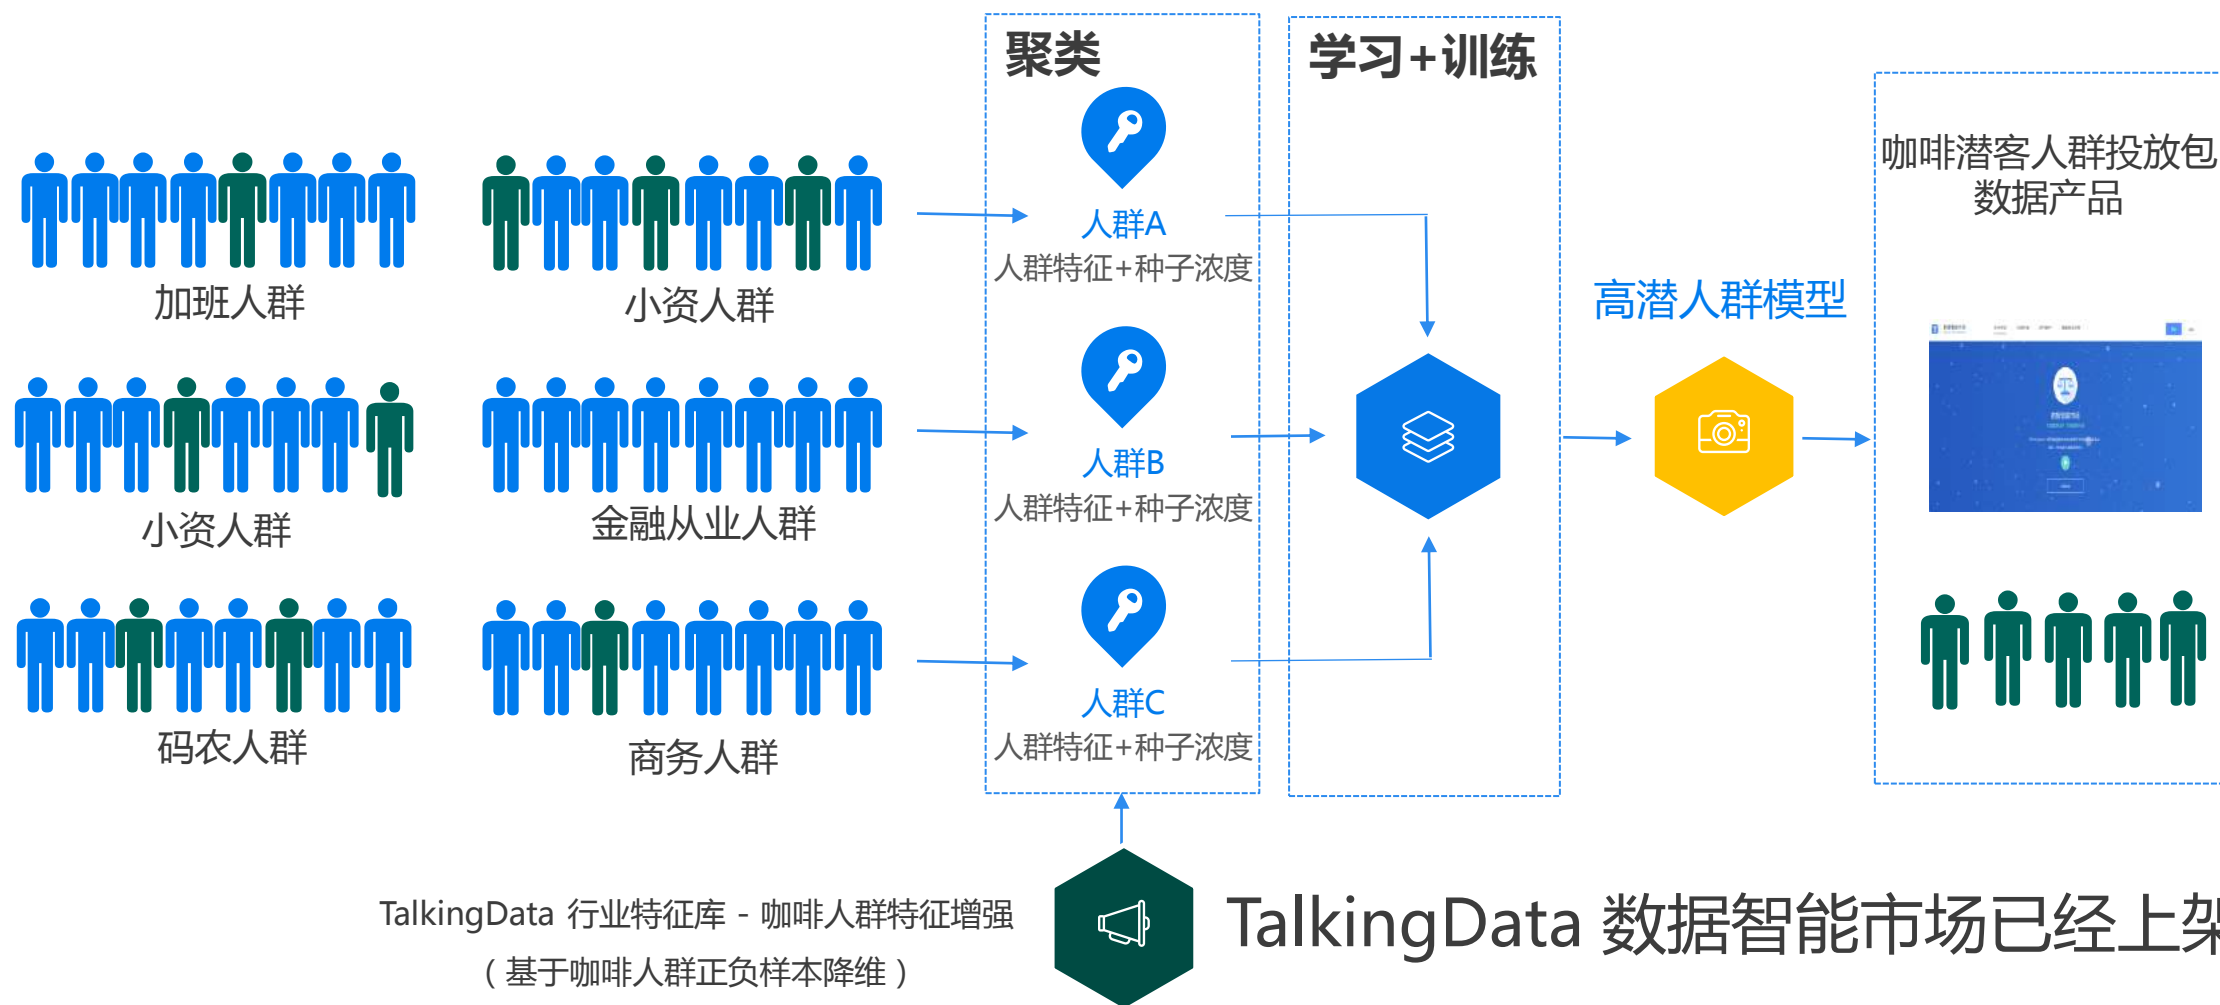 聚类
学习+训练
咖啡潜客人群投放包
数据产品
人群A
人群特征+种子浓度
加班人群
小资人群
高潜人群模型
人群B
人群特征+种子浓度
小资人群
金融从业人群
人群C
人群特征+种子浓度
码农人群
商务人群
TalkingData 行业特征库 - 咖啡人群特征增强
（基于咖啡人群正负样本降维）
TalkingData 数据智能市场已经上架